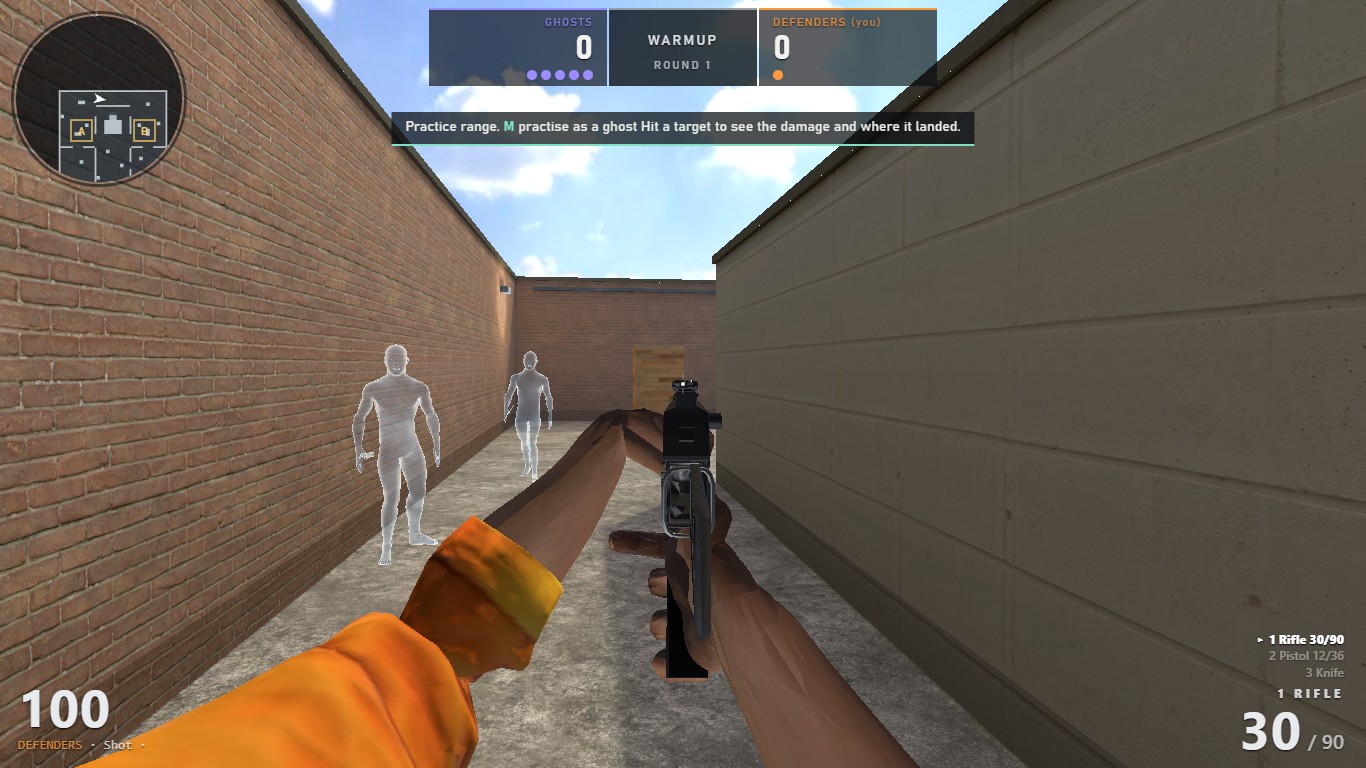 GHOSTS
0
WARMUP
ROUND 1
DEFENDERS (you)
0
Practice range. M practise as a ghost Hit a target to see the damage and where it landed.
A
B
1 Rifle 30/90
2 Pistol 12/36
3 Knife
1 RIFLE
30 / 90
100
DEFENDERS · Shot ·